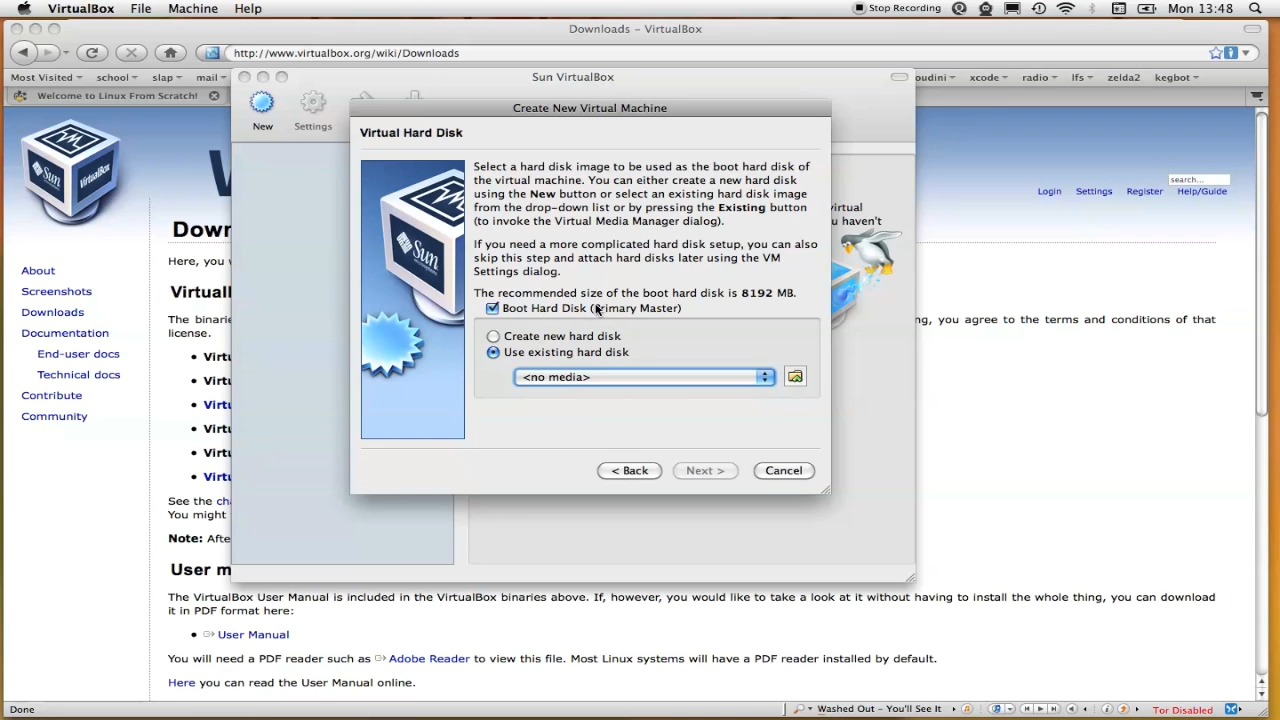 VirtualBox File Machine Help Stop Recording Mon 13:48
Downloads – VirtualBox
http://www.virtualbox.org/wiki/Downloads
Most Visited school slap mail oudini xcode radio lfs zelda2 kegbot
Welcome to Linux From Scratch!
Sun VirtualBox
New Settings
Create New Virtual Machine
Virtual Hard Disk
Select a hard disk image to be used as the boot hard disk of
the virtual machine. You can either create a new hard disk
using the New button or select an existing hard disk image
from the drop-down list or by pressing the Existing button
(to invoke the Virtual Media Manager dialog).
If you need a more complicated hard disk setup, you can also
skip this step and attach hard disks later using the VM
Settings dialog.
The recommended size of the boot hard disk is 8192 MB.
Boot Hard Disk (Primary Master)
Create new hard disk
Use existing hard disk
<no media>
< Back Next > Cancel
Sun
VirtualBox
Sun
virtual
u haven't
search...
Login Settings Register Help/Guide
About
Screenshots
Downloads
Documentation
End-user docs
Technical docs
Contribute
Community
Down
Here, you
Virtuall
The binari ng, you agree to the terms and conditions of that
license.
Virtu
Virtu
Virtu
Virtu
Virtu
Virtu
See the ch
You might
Note: Afte
User m
The VirtualBox User Manual is included in the VirtualBox binaries above. If, however, you would like to take a look at it without having to install the whole thing, you can download
it in PDF format here:
User Manual
You will need a PDF reader such as Adobe Reader to view this file. Most Linux systems will have a PDF reader installed by default.
Here you can read the User Manual online.
Done Washed Out – You'll See It Tor Disabled